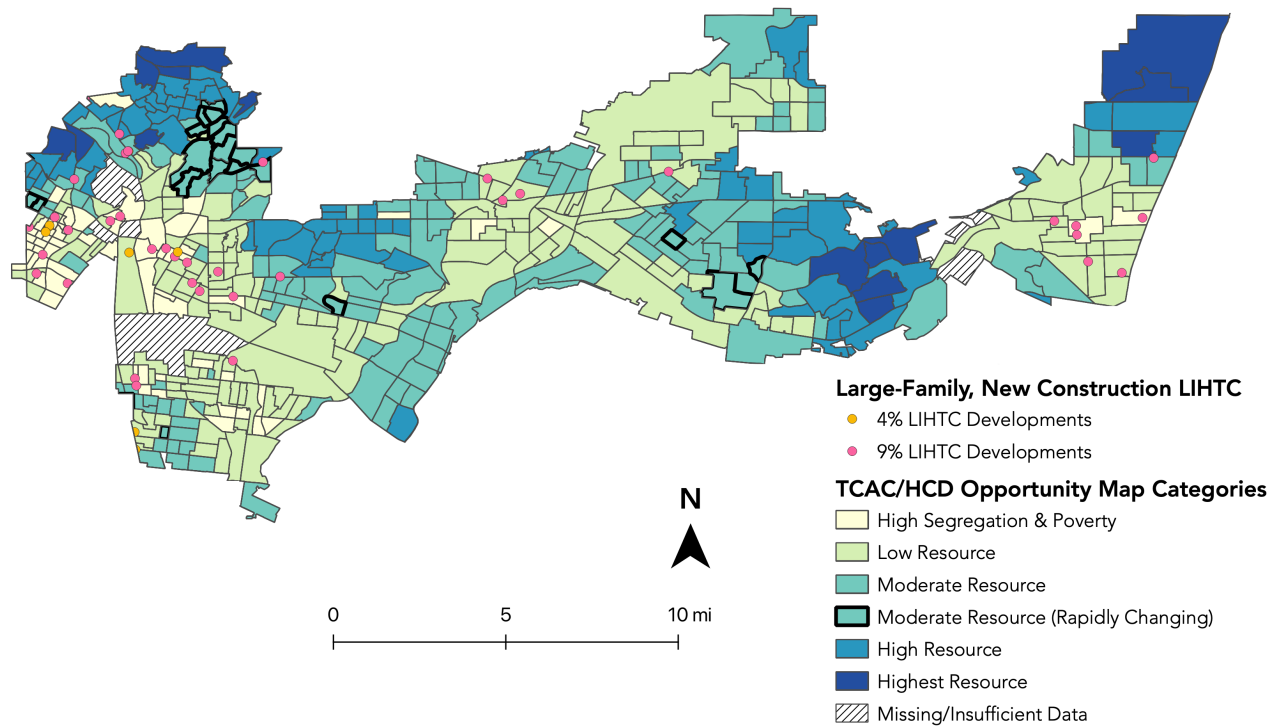 Large-Family, New Construction LIHTC
4% LIHTC Developments
9% LIHTC Developments
TCAC/HCD Opportunity Map Categories
High Segregation & Poverty
Low Resource
Moderate Resource
Moderate Resource (Rapidly Changing)
High Resource
Highest Resource
Missing/Insufficient Data
N
0 5 10 mi